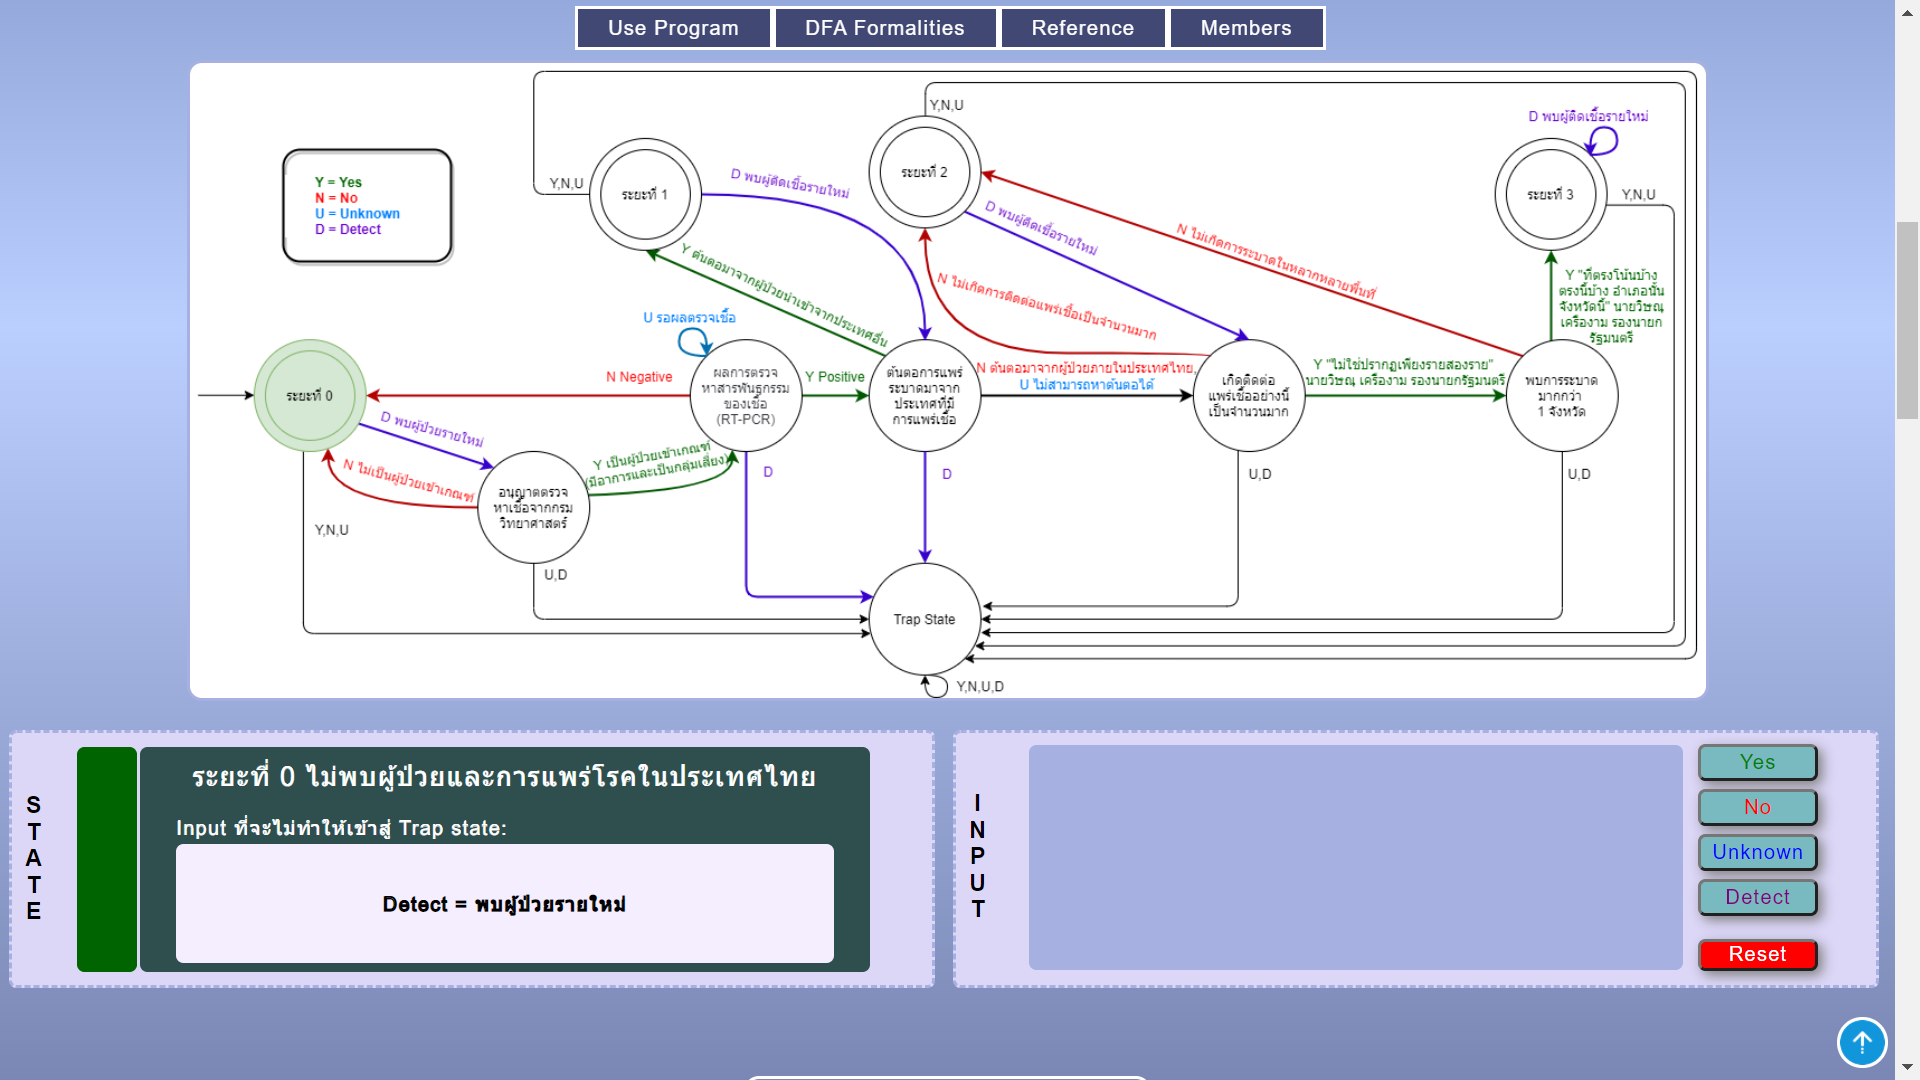 Use Program
DFA Formalities
Reference
Members
Y = Yes
N = No
U = Unknown
D = Detect
Y,N,U
ระยะที่ 1
D พบผู้ติดเชื้อรายใหม่
Y,N,U
ระยะที่ 2
D พบผู้ติดเชื้อรายใหม่
N ไม่เกิดการระบาดในหลากหลายพื้นที่
D พบผู้ติดเชื้อรายใหม่
ระยะที่ 3
Y,N,U
Y ต้นตอมาจากผู้ป่วยนำเข้าจากประเทศอื่น
N ไม่เกิดการติดต่อแพร่เชื้อเป็นจำนวนมาก
Y "ที่ตรงโน้นบ้าง
ตรงนี้บ้าง อำเภอนั้น
จังหวัดนี้" นายวิษณุ
เครืองาม รองนายก
รัฐมนตรี
U รอผลตรวจเชื้อ
ระยะที่ 0
N Negative
ผลการตรวจ
หาสารพันธุกรรม
ของเชื้อ
(RT-PCR)
Y Positive
ต้นตอการแพร่
ระบาดมาจาก
ประเทศที่มี
การแพร่เชื้อ
N ต้นตอมาจากผู้ป่วยภายในประเทศไทย,
U ไม่สามารถหาต้นตอได้
เกิดติดต่อ
แพร่เชื้ออย่างนี้
เป็นจำนวนมาก
Y "ไม่ใช่ปรากฏเพียงรายสองราย"
นายวิษณุ เครืองาม รองนายกรัฐมนตรี
พบการระบาด
มากกว่า
1 จังหวัด
D พบผู้ป่วยรายใหม่
N ไม่เป็นผู้ป่วยเข้าเกณฑ์
Y เป็นผู้ป่วยเข้าเกณฑ์
(มีอาการและเป็นกลุ่มเสี่ยง)
D
D
U,D
U,D
อนุญาตตรวจ
หาเชื้อจากกรม
วิทยาศาสตร์
Y,N,U
U,D
Trap State
Y,N,U,D
STATE
ระยะที่ 0 ไม่พบผู้ป่วยและการแพร่โรคในประเทศไทย
Input ที่จะไม่ทำให้เข้าสู่ Trap state:
Detect = พบผู้ป่วยรายใหม่
INPUT
Yes
No
Unknown
Detect
Reset